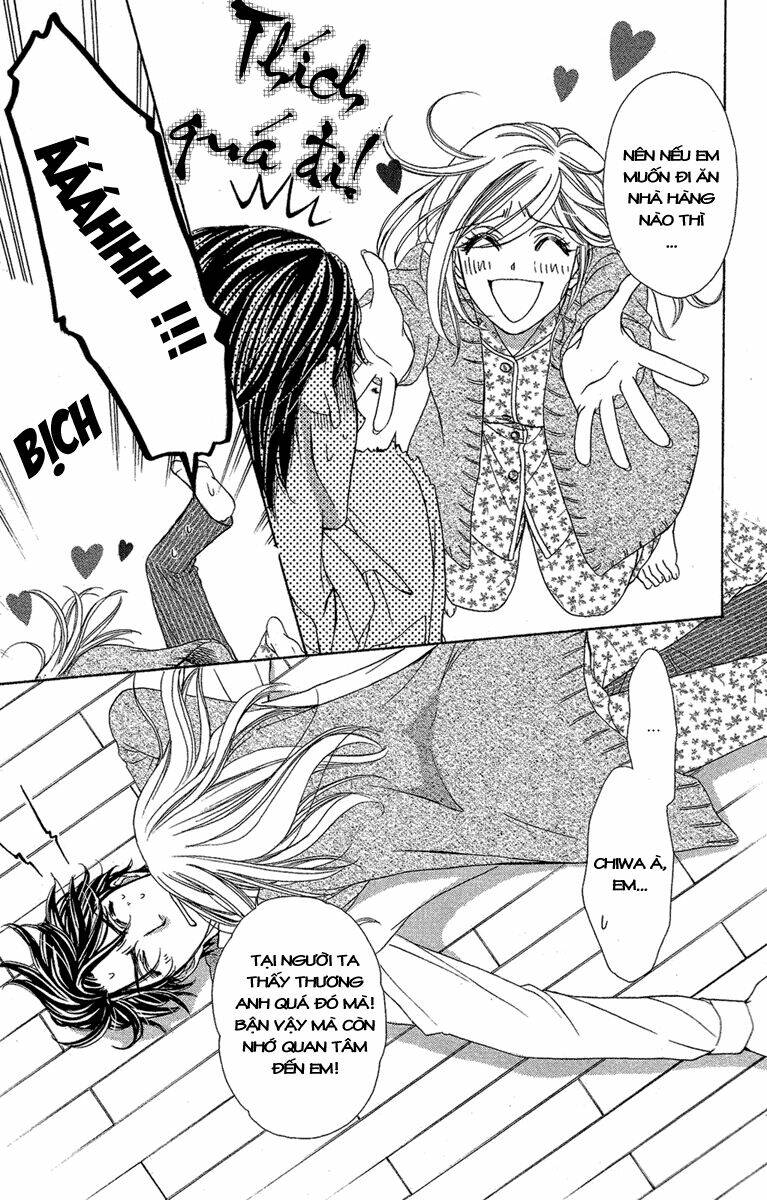 NÊN NẾU EM
MUỐN ĐI ĂN
NHÀ HÀNG
NÀO THÌ
...
Thích
quá đi!
ÁÁÁHHH !!!
BỊCH
...
CHIWA À,
EM...
TẠI NGƯỜI TA
THẤY THƯƠNG
ANH QUÁ ĐÓ MÀ!
BẬN VẬY MÀ CÒN
NHỚ QUAN TÂM
ĐẾN EM!